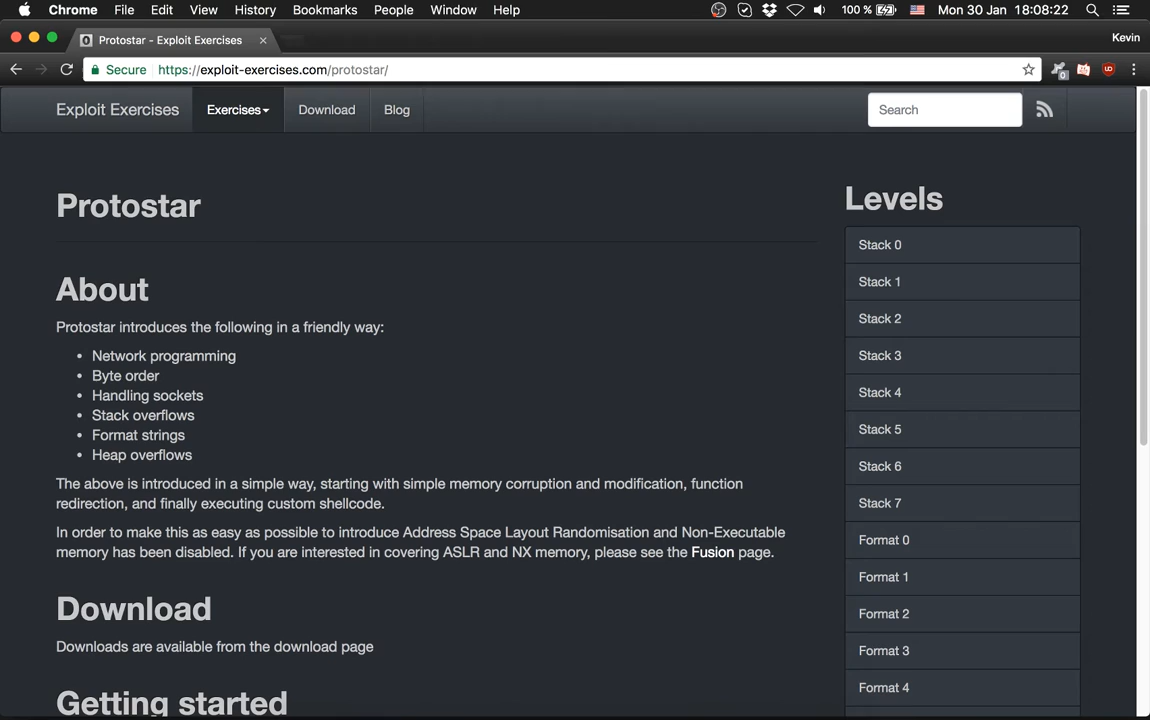 Chrome File Edit View History Bookmarks People Window Help 100 % Mon 30 Jan 18:08:22
Protostar - Exploit Exercises Kevin
Secure https://exploit-exercises.com/protostar/
Exploit Exercises Exercises Download Blog Search
Protostar
About
Protostar introduces the following in a friendly way:
• Network programming
• Byte order
• Handling sockets
• Stack overflows
• Format strings
• Heap overflows
The above is introduced in a simple way, starting with simple memory corruption and modification, function
redirection, and finally executing custom shellcode.
In order to make this as easy as possible to introduce Address Space Layout Randomisation and Non-Executable
memory has been disabled. If you are interested in covering ASLR and NX memory, please see the Fusion page.
Download
Downloads are available from the download page
Getting started
Levels
Stack 0
Stack 1
Stack 2
Stack 3
Stack 4
Stack 5
Stack 6
Stack 7
Format 0
Format 1
Format 2
Format 3
Format 4